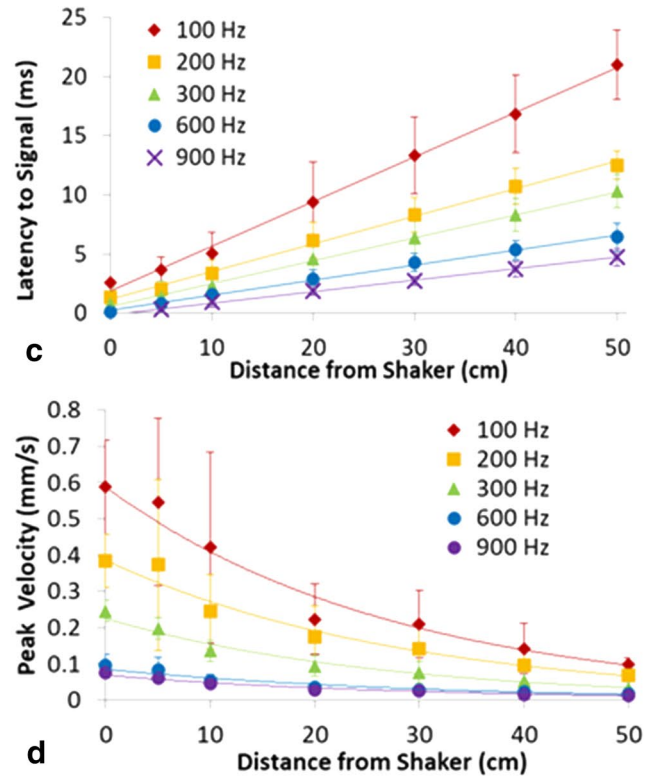 25
20
15
10
5
0
Latency to Signal (ms)
100 Hz
200 Hz
300 Hz
600 Hz
900 Hz
0 10 20 30 40 50
Distance from Shaker (cm)
c
0.8
0.7
0.6
0.5
0.4
0.3
0.2
0.1
0
Peak Velocity (mm/s)
100 Hz
200 Hz
300 Hz
600 Hz
900 Hz
0 10 20 30 40 50
Distance from Shaker (cm)
d